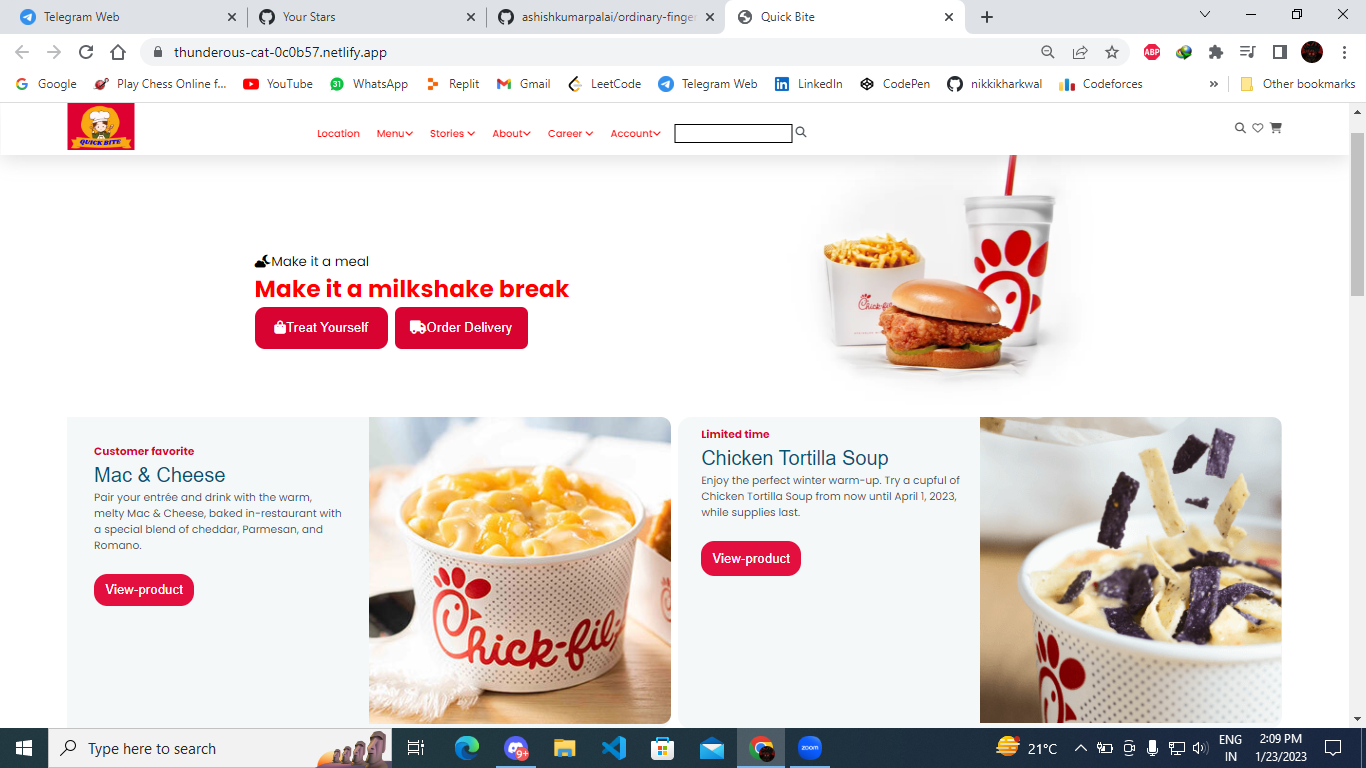 Telegram Web
Your Stars
ashishkumarpalai/ordinary-finge
Quick Bite
thunderous-cat-0c0b57.netlify.app
ABP
Google
Play Chess Online f...
YouTube
31
WhatsApp
Replit
Gmail
LeetCode
Telegram Web
LinkedIn
CodePen
nikkikharkwal
Codeforces
»
Other bookmarks
QUICK BITE
Location
Menu
Stories
About
Career
Account
Make it a meal
Make it a milkshake break
Treat Yourself
Order Delivery
Chick-fil
Customer favorite
Mac & Cheese
Pair your entrée and drink with the warm,
melty Mac & Cheese, baked in-restaurant with
a special blend of cheddar, Parmesan, and
Romano.
View-product
Chick-fil-
Limited time
Chicken Tortilla Soup
Enjoy the perfect winter warm-up. Try a cupful of
Chicken Tortilla Soup from now until April 1, 2023,
while supplies last.
View-product
Type here to search
9+
zoom
21°C
ENG
IN
2:09 PM
1/23/2023